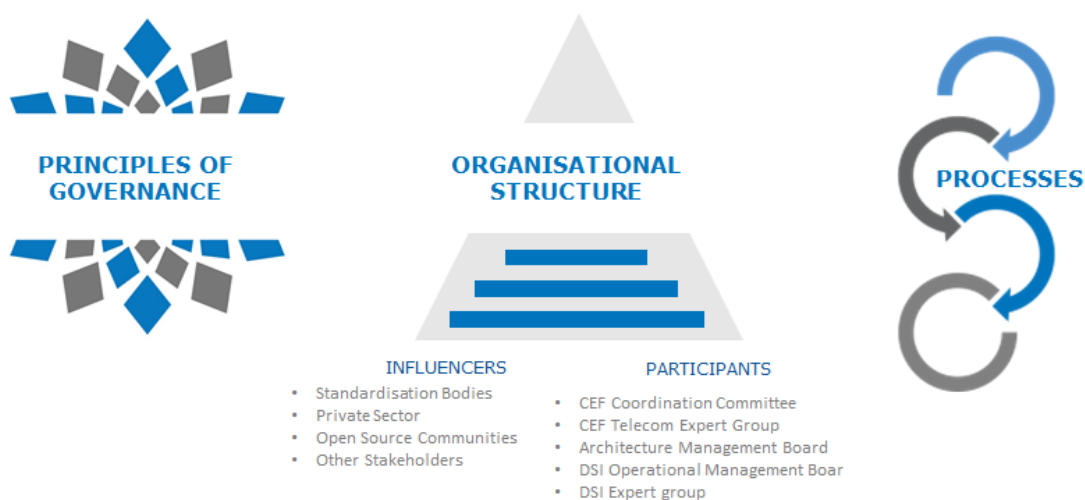 PRINCIPLES OF
GOVERNANCE
ORGANISATIONAL
STRUCTURE
PROCESSES
INFLUENCERS
• Standardisation Bodies
• Private Sector
• Open Source Communities
• Other Stakeholders
PARTICIPANTS
• CEF Coordination Committee
• CEF Telecom Expert Group
• Architecture Management Board
• DSI Operational Management Boar
• DSI Expert group